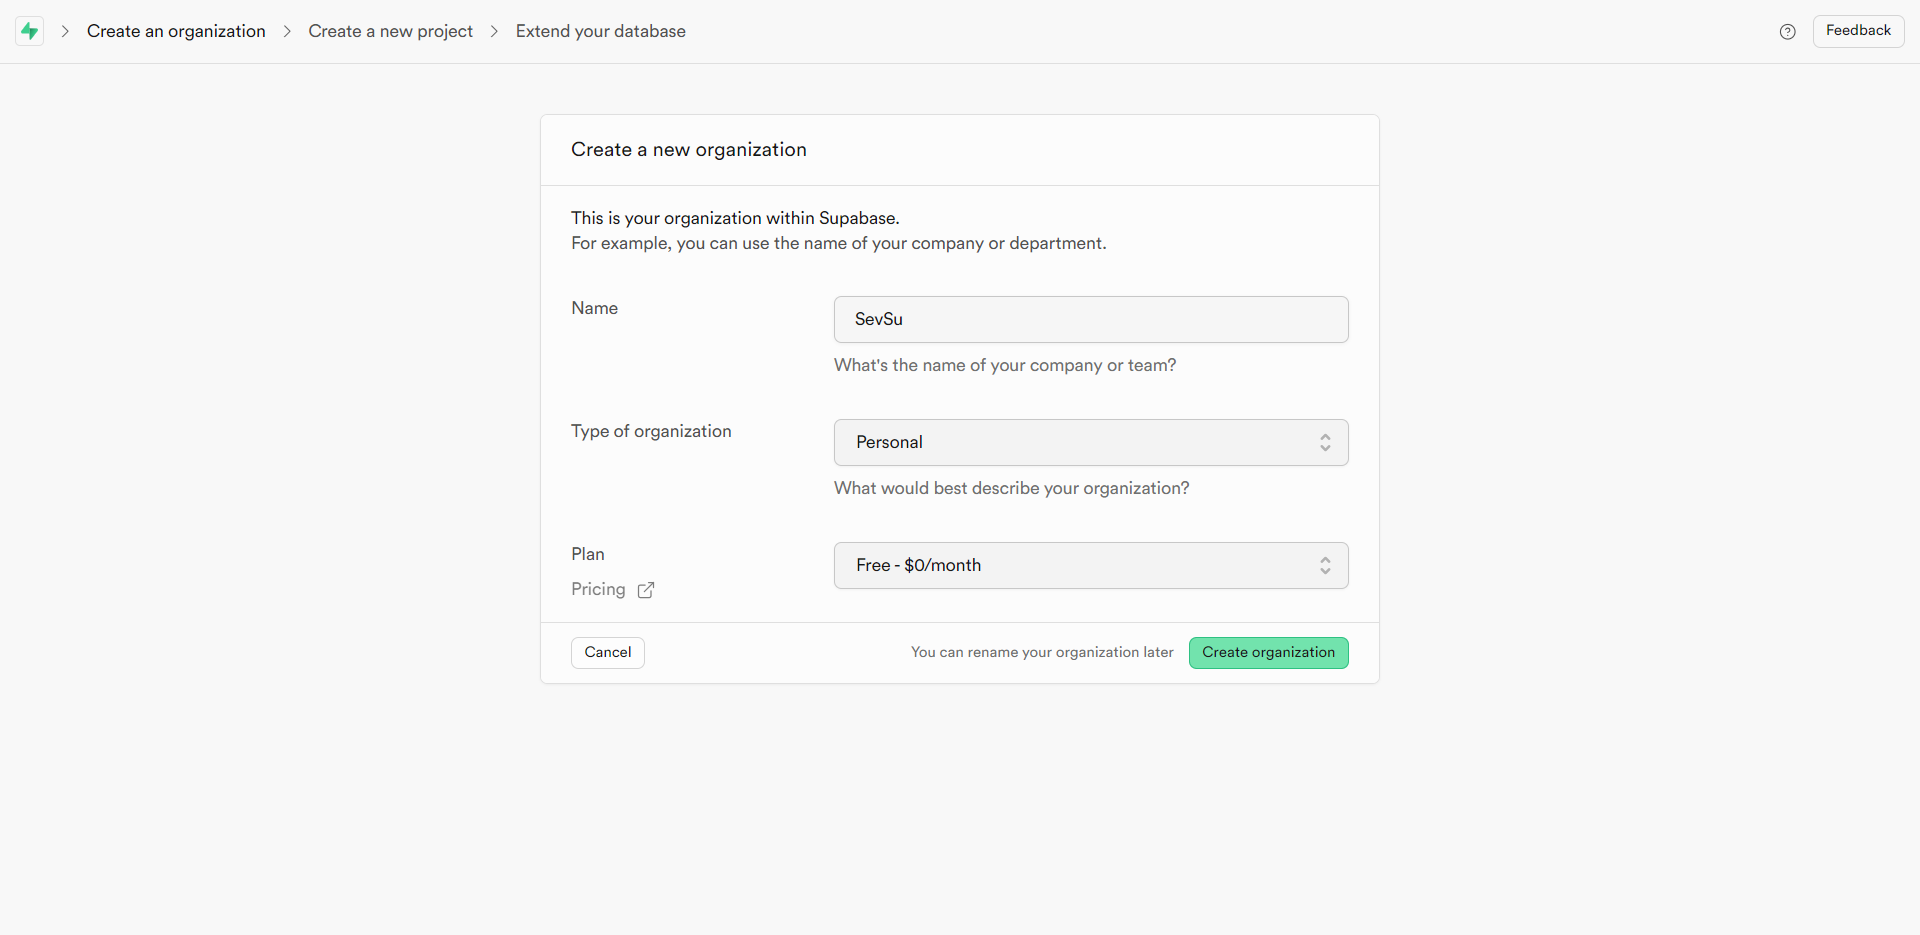 Create an organization
Create a new project
Extend your database
Feedback
Create a new organization
This is your organization within Supabase.
For example, you can use the name of your company or department.
Name
SevSu
What's the name of your company or team?
Type of organization
Personal
What would best describe your organization?
Plan
Free - $0/month
Pricing
Cancel
You can rename your organization later
Create organization